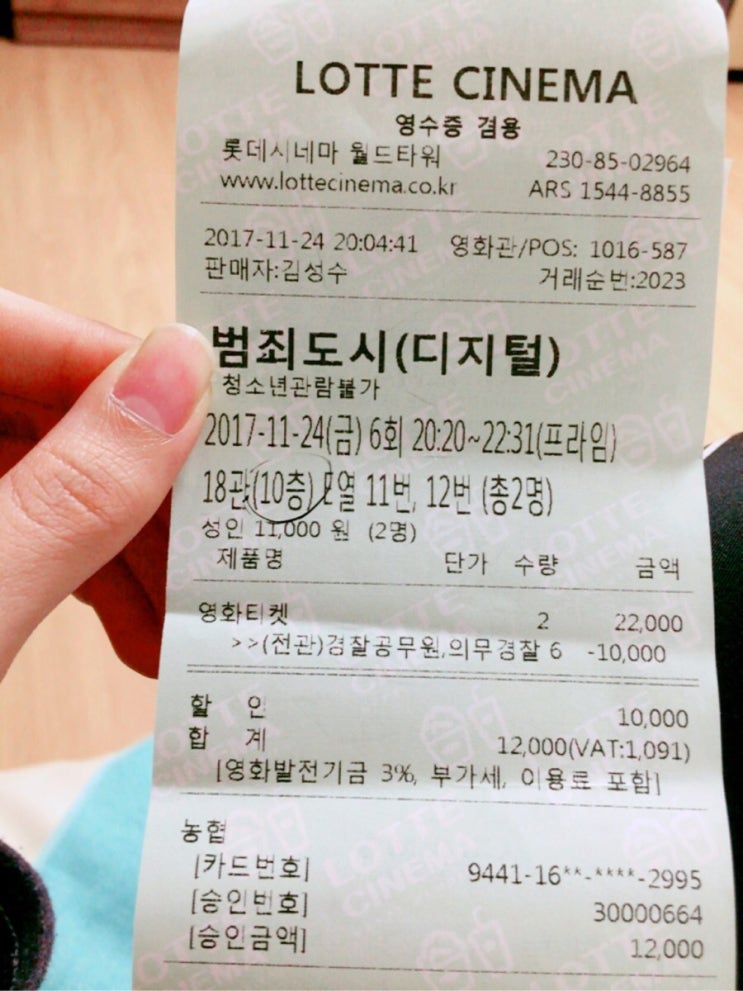 LOTTE CINEMA
영수증 겸용
롯데시네마 월드타워 230-85-02964
www.lottecinema.co.kr ARS 1544-8855
2017-11-24 20:04:41 영화관/POS: 1016-587
판매자:김성수 거래순번:2023
범죄도시(디지털)
청소년관람불가
2017-11-24(금) 6회 20:20~22:31(프라임)
18관(10층) E열 11번, 12번 (총2명)
성인 11,000 원 (2명)
제품명 단가 수량 금액
영화티켓 2 22,000
>>(전관)경찰공무원,의무경찰 6 -10,000
할 인 10,000
합 계 12,000(VAT:1,091)
[영화발전기금 3%, 부가세, 이용료 포함]
농협
[카드번호] 9441-16**-****-2995
[승인번호] 30000664
[승인금액] 12,000